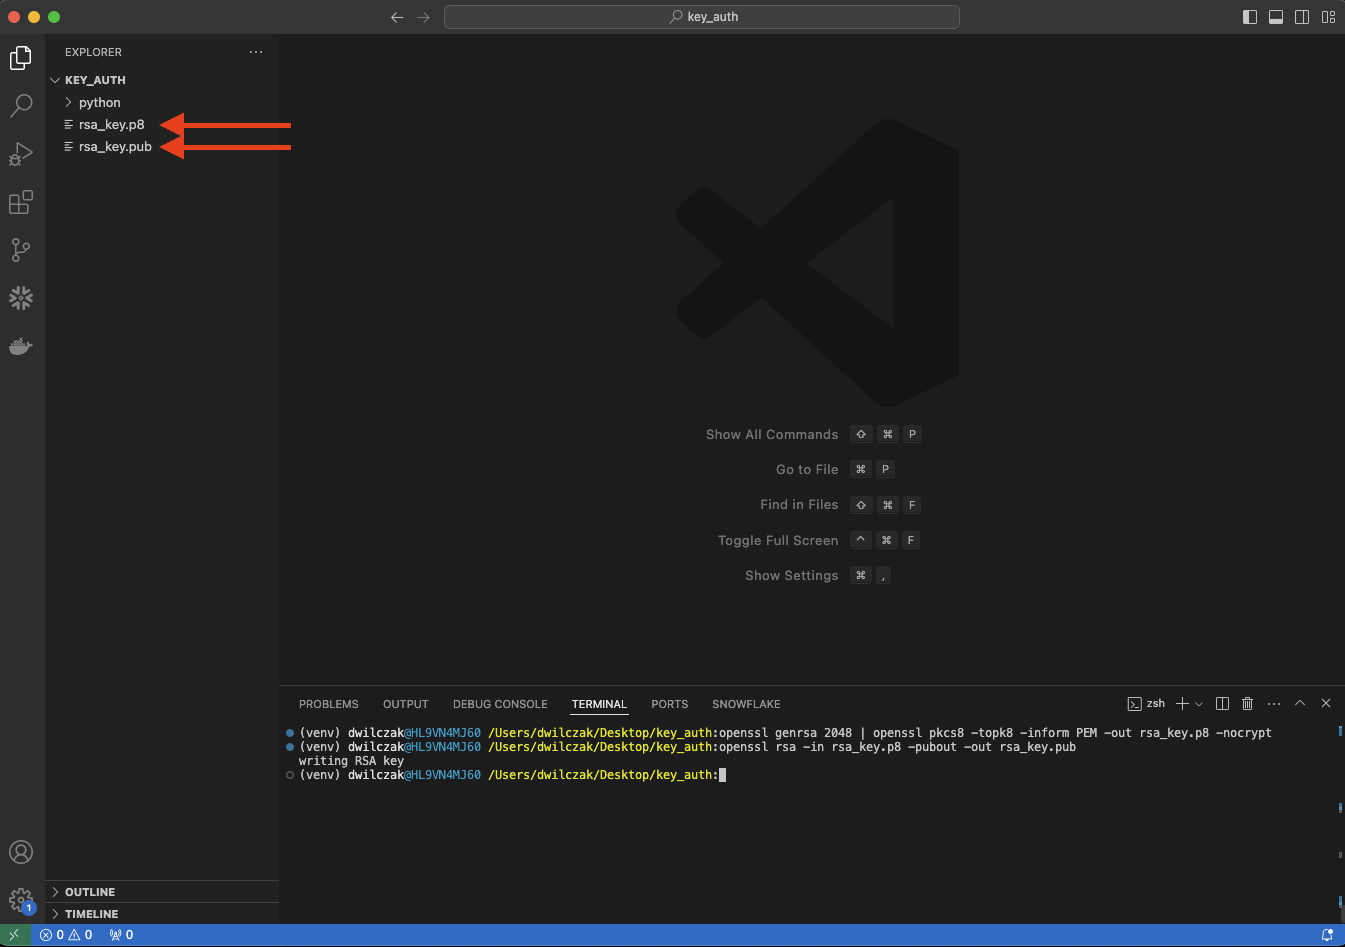 key_auth
EXPLORER
KEY_AUTH
python
rsa_key.p8
rsa_key.pub
Show All Commands ⇧ ⌘ P
Go to File ⌘ P
Find in Files ⇧ ⌘ F
Toggle Full Screen ^ ⌘ F
Show Settings ⌘ ,
PROBLEMS OUTPUT DEBUG CONSOLE TERMINAL PORTS SNOWFLAKE zsh
(venv) dwilczak@HL9VN4MJ60 /Users/dwilczak/Desktop/key_auth:openssl genrsa 2048 | openssl pkcs8 -topk8 -inform PEM -out rsa_key.p8 -nocrypt
(venv) dwilczak@HL9VN4MJ60 /Users/dwilczak/Desktop/key_auth:openssl rsa -in rsa_key.p8 -pubout -out rsa_key.pub
writing RSA key
(venv) dwilczak@HL9VN4MJ60 /Users/dwilczak/Desktop/key_auth:
1
OUTLINE
TIMELINE
0 0 0